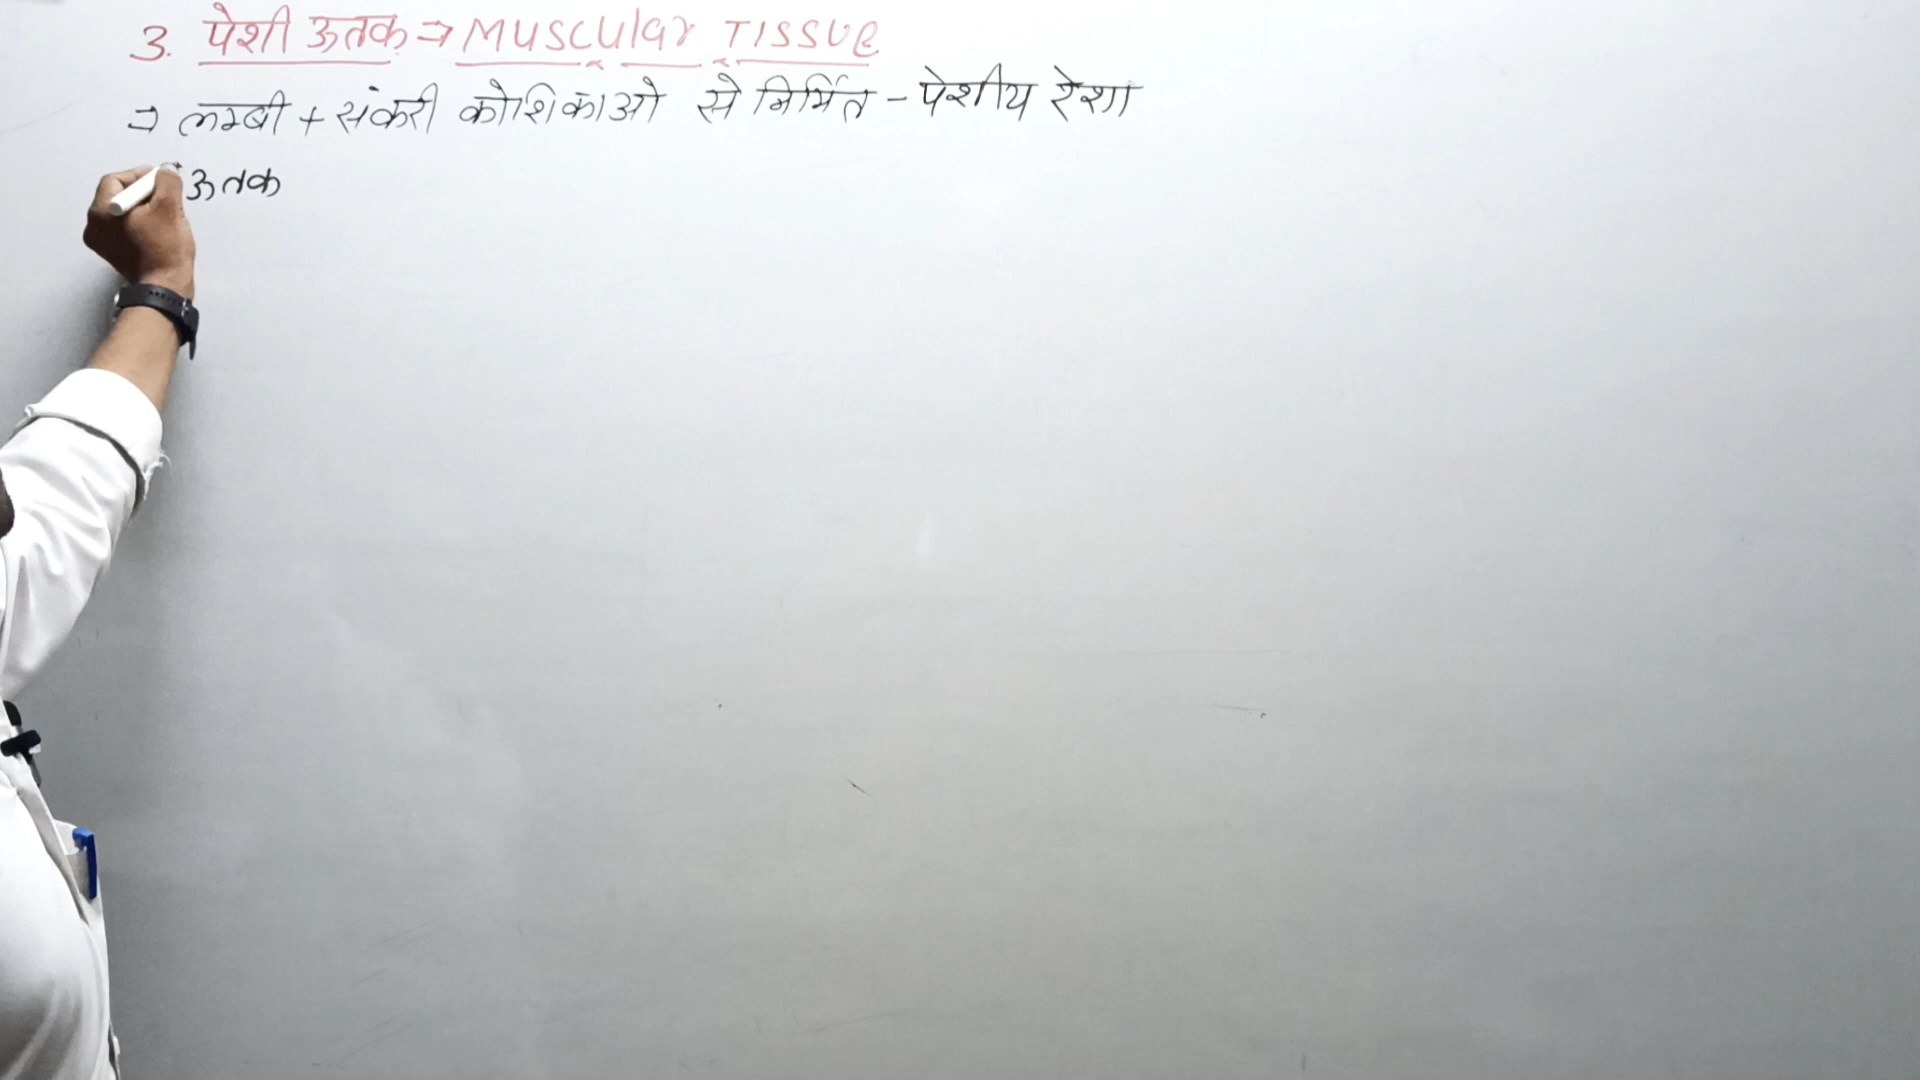 3. पेशी ऊतक ⇒ MUSCULAR TISSUE
⇒ लम्बी + संकरी कोशिकाओ से निर्मित - पेशीय रेशा
ऊतक